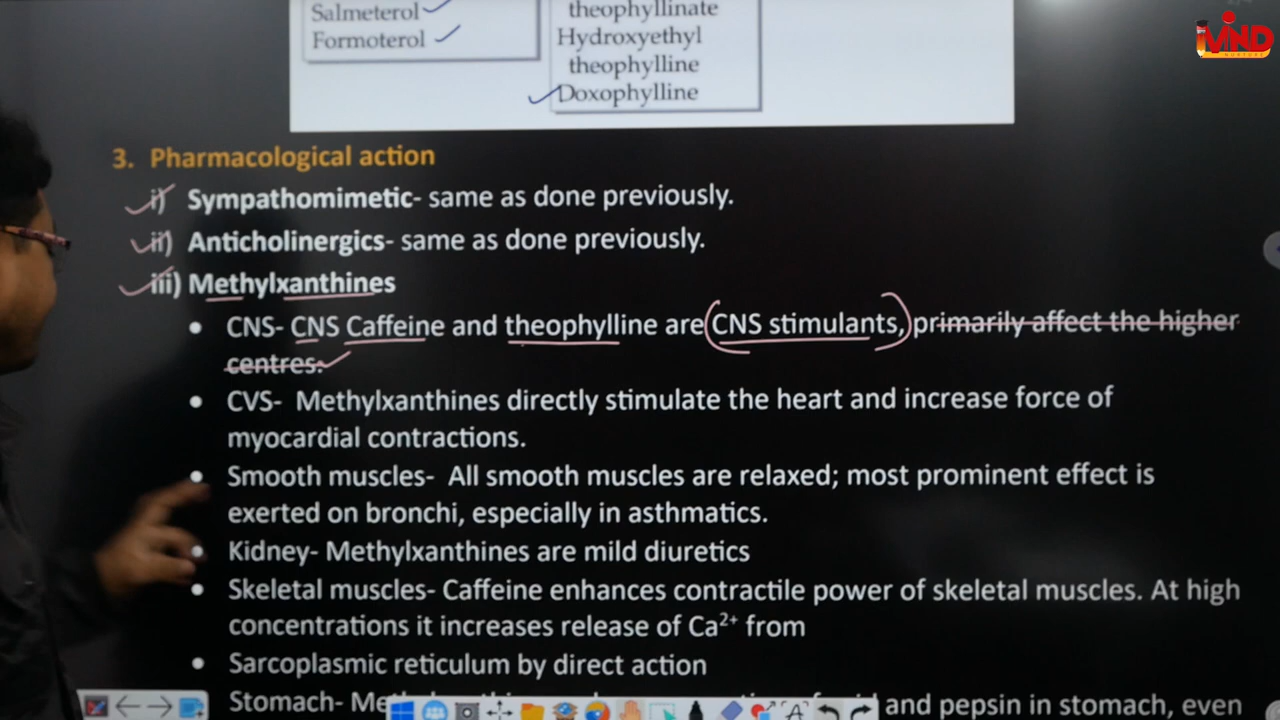 Salmeterol
Formoterol
theophyllinate
Hydroxyethyl
theophylline
Doxophylline
MIND
3. Pharmacological action
i) Sympathomimetic- same as done previously.
ii) Anticholinergics- same as done previously.
iii) Methylxanthines
• CNS- CNS Caffeine and theophylline are CNS stimulants, primarily affect the higher
centres.
• CVS- Methylxanthines directly stimulate the heart and increase force of
myocardial contractions.
• Smooth muscles- All smooth muscles are relaxed; most prominent effect is
exerted on bronchi, especially in asthmatics.
• Kidney- Methylxanthines are mild diuretics
• Skeletal muscles- Caffeine enhances contractile power of skeletal muscles. At high
concentrations it increases release of Ca²⁺ from
• Sarcoplasmic reticulum by direct action
Stomach- and pepsin in stomach, even